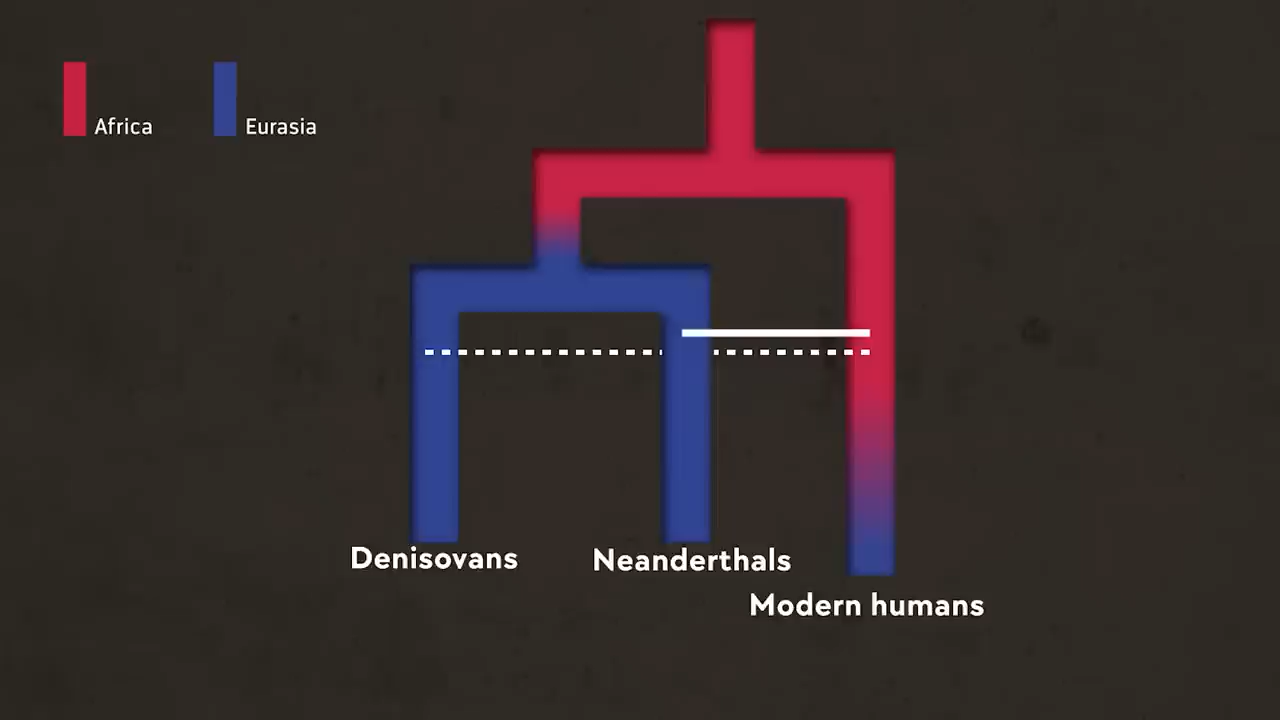 Africa
Eurasia
Denisovans
Neanderthals
Modern humans